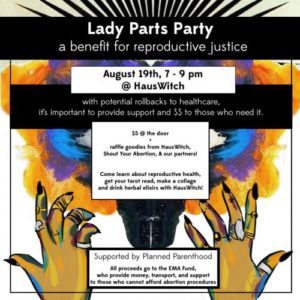 Lady Parts Party
a benefit for reproductive justice
August 19th, 7 - 9 pm
@ HausWitch
with potential rollbacks to healthcare,
it's important to provide support and $$ to those who need it.
$5 @ the door
+
raffle goodies from HausWitch,
Shout Your Abortion, & our partners!
Come learn about reproductive health,
get your tarot read, make a collage
and drink herbal elixirs with HausWitch!
Supported by Planned Parenthood
All proceeds go to the EMA Fund,
who provide money, transport, and support
to those who cannot afford abortion procedures